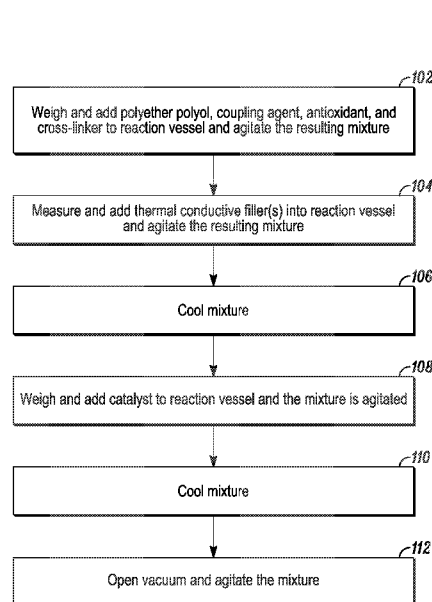 102
Weigh and add polyether polyol, coupling agent, antioxidant, and
cross-linker to reaction vessel and agitate the resulting mixture
104
Measure and add thermal conductive filler(s) into reaction vessel
and agitate the resulting mixture
106
Cool mixture
108
Weigh and add catalyst to reaction vessel and the mixture is agitated
110
Cool mixture
112
Open vacuum and agitate the mixture